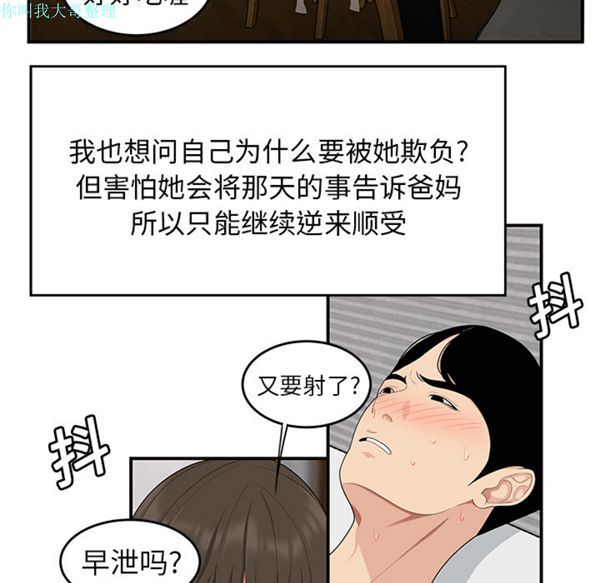 你叫我大哥整理
我也想问自己为什么要被她欺负?
但害怕她会将那天的事告诉爸妈
所以只能继续逆来顺受
抖
又要射了?
抖
早泄吗?